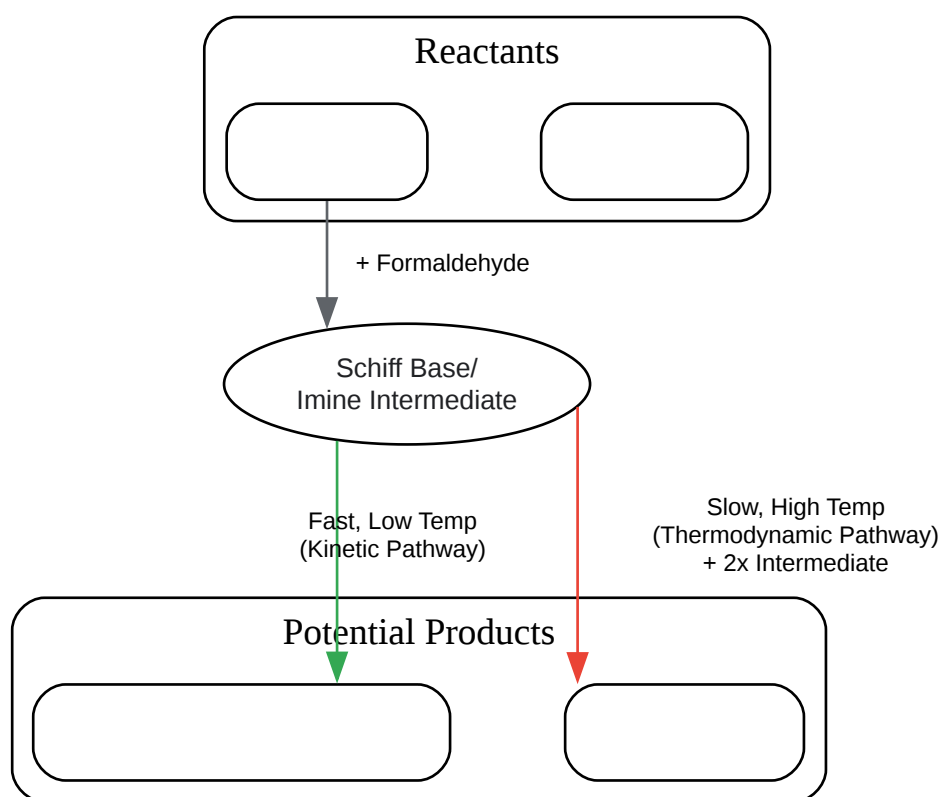 Reactants
+ Formaldehyde
Schiff Base/
Imine Intermediate
Fast, Low Temp
(Kinetic Pathway)
Slow, High Temp
(Thermodynamic Pathway)
+ 2x Intermediate
Potential Products